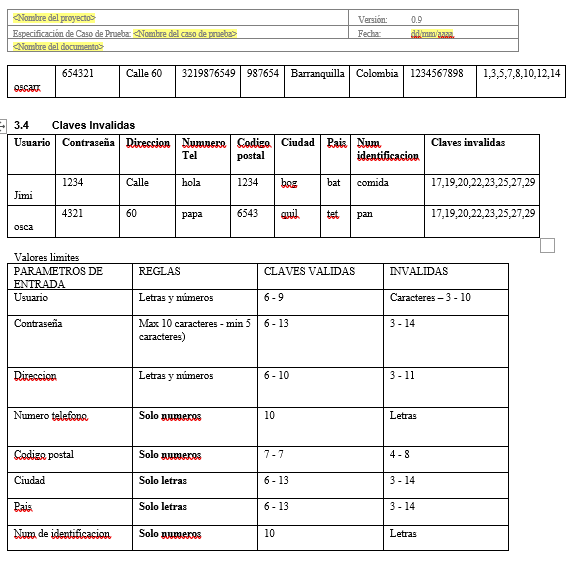 <Nombre del proyecto> Versión: 0.9
Especificación de Caso de Prueba: <Nombre del caso de prueba> Fecha: dd/mm/aaaa
<Nombre del documento>
oscarr 654321 Calle 60 3219876549 987654 Barranquilla Colombia 1234567898 1,3,5,7,8,10,12,14
3.4 Claves Invalidas
Usuario Contraseña Direccion Numnero Codigo Ciudad Pais Num Claves invalidas
Tel postal identificacion
Jimi 1234 Calle hola 1234 bog bat comida 17,19,20,22,23,25,27,29
osca 4321 60 papa 6543 quil tet pan 17,19,20,22,23,25,27,29
Valores limites
PARAMETROS DE REGLAS CLAVES VALIDAS INVALIDAS
ENTRADA
Usuario Letras y números 6 - 9 Caracteres – 3 - 10
Contraseña Max 10 caracteres - min 5 6 - 13 3 - 14
caracteres)
Direccion Letras y números 6 - 10 3 - 11
Numero telefono Solo numeros 10 Letras
Codigo postal Solo numeros 7 - 7 4 - 8
Ciudad Solo letras 6 - 13 3 - 14
Pais Solo letras 6 - 13 3 - 14
Num de identificacion Solo numeros 10 Letras